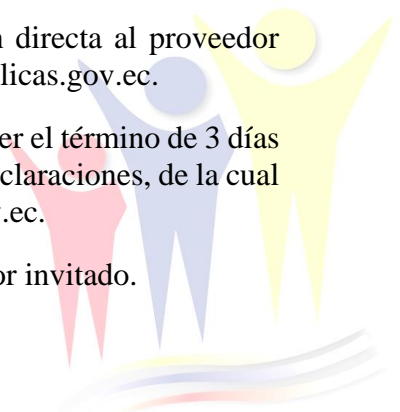 directa al proveedor
licas.gov.ec.
er el término de 3 días
claraciones, de la cual
.ec.
or invitado.